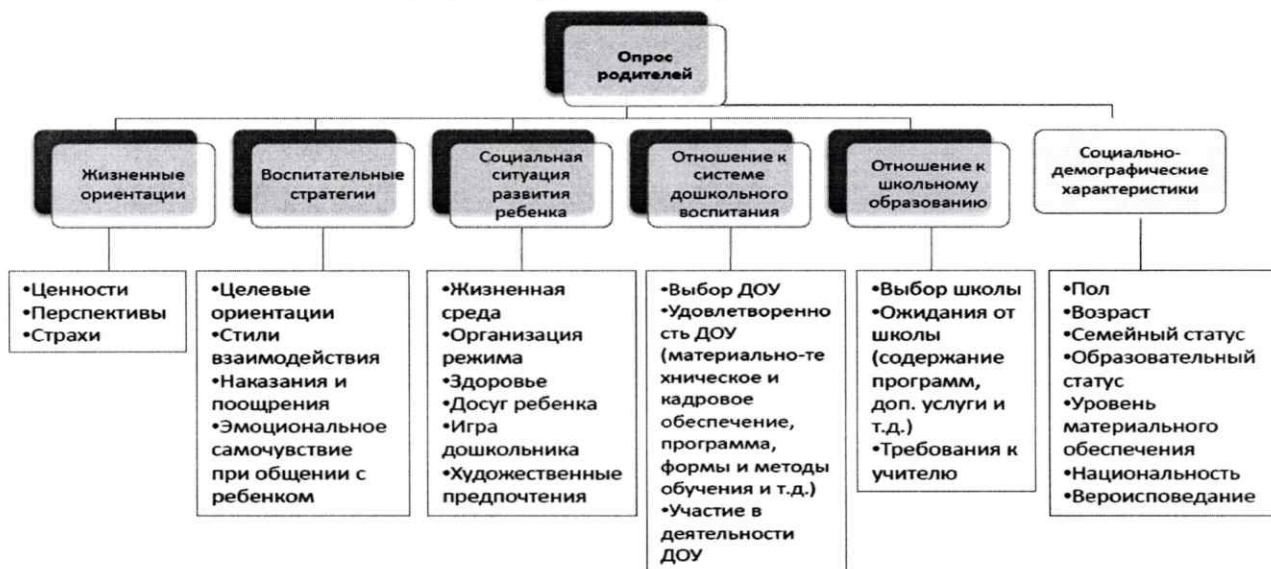 Опрос
родителей
Жизненные
ориентации
Воспитательные
стратегии
Социальная
ситуация
развития
ребенка
Отношение к
системе
дошкольного
воспитания
Отношение к
школьному
образованию
Социально-
демографические
характеристики
•Ценности
•Перспективы
•Страхи
•Целевые
ориентации
•Стили
взаимодействия
•Наказания и
поощрения
•Эмоциональное
самочувствие
при общении с
ребенком
•Жизненная
среда
•Организация
режима
•Здоровье
•Досуг ребенка
•Игра
дошкольника
•Художественные
предпочтения
•Выбор ДОУ
•Удовлетворенно
сть ДОУ
(материально-те
хническое и
кадровое
обеспечение,
программа,
формы и методы
обучения и т.д.)
•Участие в
деятельности
ДОУ
•Выбор школы
•Ожидания от
школы
(содержание
программ,
доп. услуги и
т.д.)
•Требования к
учителю
•Пол
•Возраст
•Семейный статус
•Образовательный
статус
•Уровень
материального
обеспечения
•Национальность
•Вероисповедание